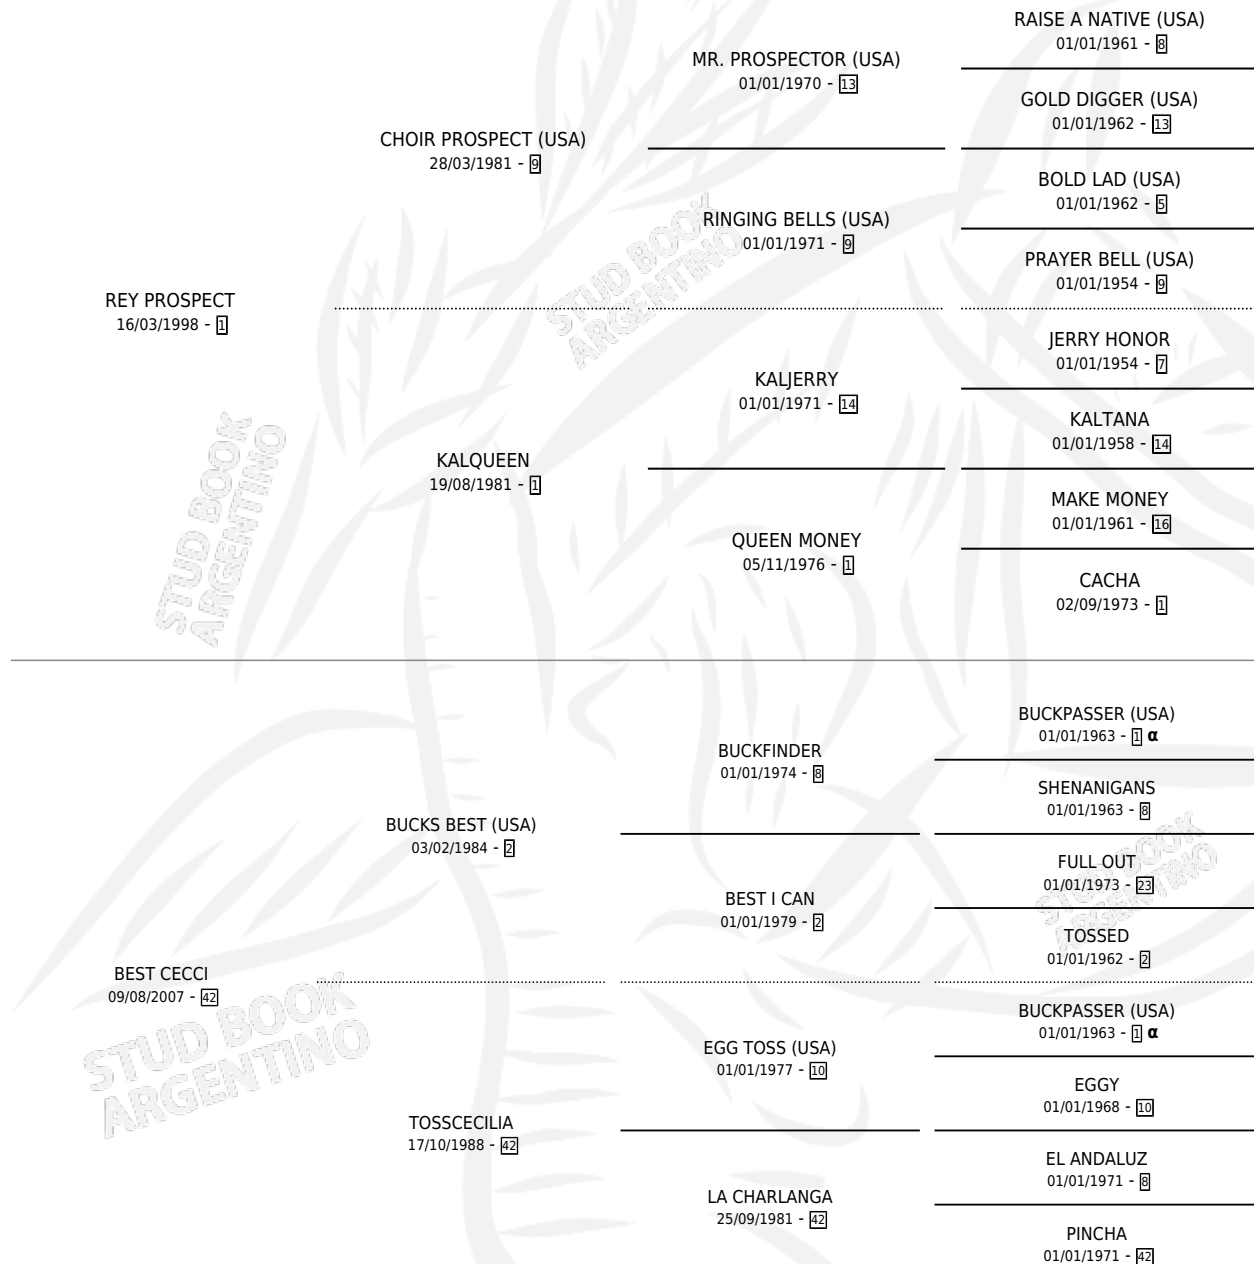 RAISE A NATIVE (USA)
01/01/1961 - 8
MR. PROSPECTOR (USA)
01/01/1970 - 13
GOLD DIGGER (USA)
01/01/1962 - 13
CHOIR PROSPECT (USA)
28/03/1981 - 9
BOLD LAD (USA)
01/01/1962 - 5
RINGING BELLS (USA)
01/01/1971 - 9
PRAYER BELL (USA)
01/01/1954 - 9
REY PROSPECT
16/03/1998 - 1
JERRY HONOR
01/01/1954 - 7
KALJERRY
01/01/1971 - 14
KALTANA
01/01/1958 - 14
KALQUEEN
19/08/1981 - 1
MAKE MONEY
01/01/1961 - 16
QUEEN MONEY
05/11/1976 - 1
CACHA
02/09/1973 - 1
STUD BOOK
ARGENTINO
STUD BOOK
ARGENTINO
BUCKPASSER (USA)
01/01/1963 - 1 α
BUCKFINDER
01/01/1974 - 8
SHENANIGANS
01/01/1963 - 8
BUCKS BEST (USA)
03/02/1984 - 2
FULL OUT
01/01/1973 - 23
BEST I CAN
01/01/1979 - 2
TOSSED
01/01/1962 - 2
BEST CECCI
09/08/2007 - 42
BUCKPASSER (USA)
01/01/1963 - 1 α
EGG TOSS (USA)
01/01/1977 - 10
EGGY
01/01/1968 - 10
TOSSCECILIA
17/10/1988 - 42
EL ANDALUZ
01/01/1971 - 8
LA CHARLANGA
25/09/1981 - 42
PINCHA
01/01/1971 - 42
STUD BOOK
ARGENTINO
STUD BOOK
ARGENTINO